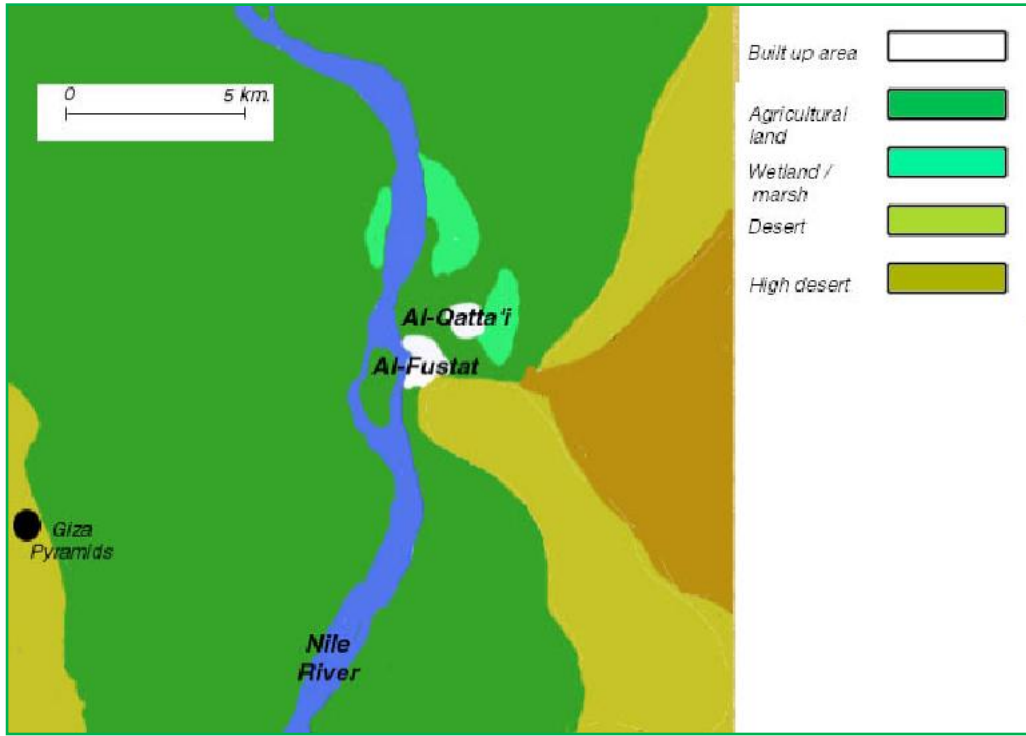 0 5 km.
Al-Qatta'i
Al-Fustat
Giza
Pyramids
Nile
River
Built up area
Agricultural
land
Wetland /
marsh
Desert
High desert